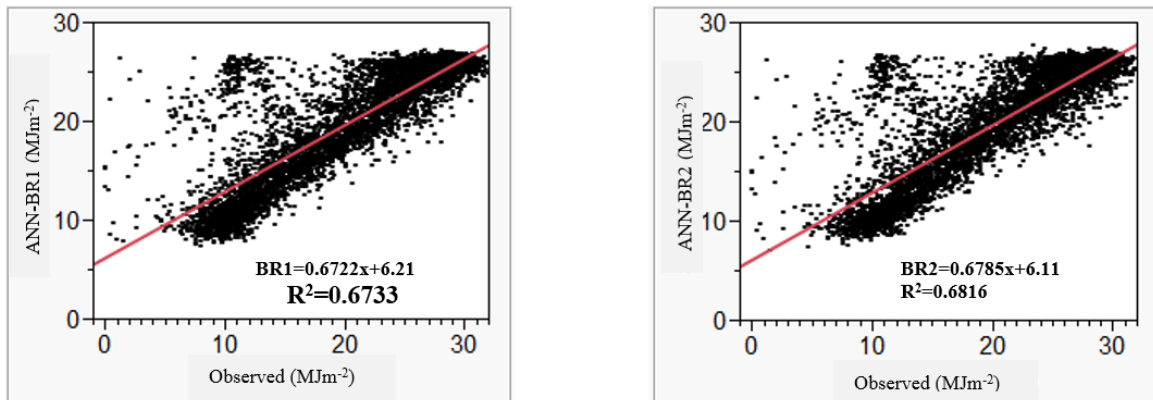 30
20
10
0
0 10 20 30
ANN-BR1 (MJm⁻²)
BR1=0.6722x+6.21
R²=0.6733
Observed (MJm⁻²)
30
20
10
0
0 10 20 30
ANN-BR2 (MJm⁻²)
BR2=0.6785x+6.11
R²=0.6816
Observed (MJm⁻²)